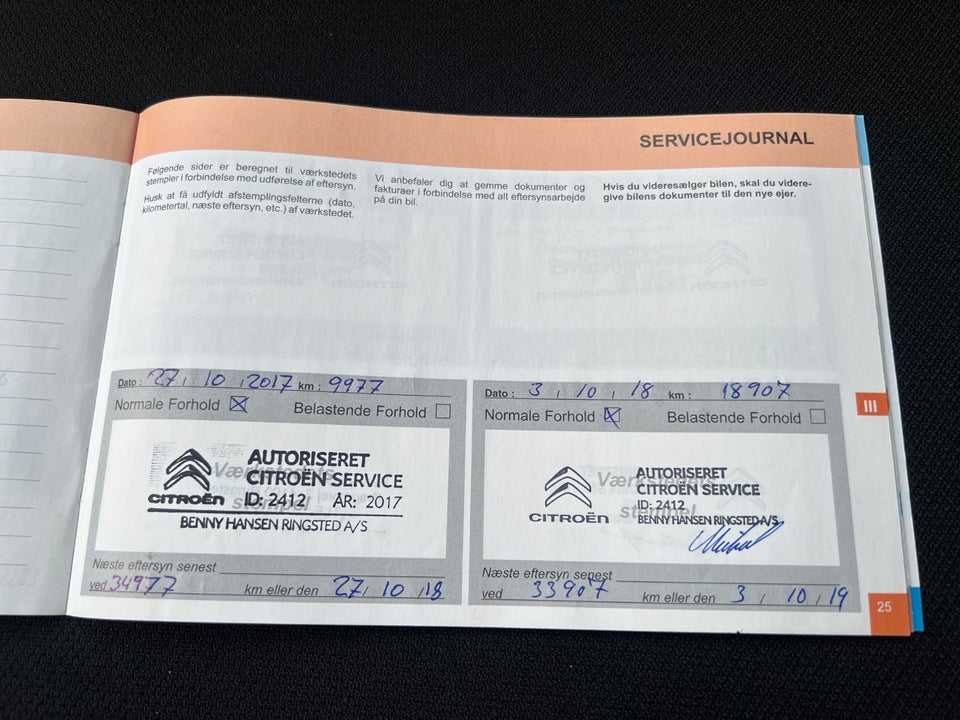 SERVICEJOURNAL
Følgende sider er beregnet til værkstedets
stempler i forbindelse med udførelse af eftersyn.
Husk at få udfyldt afstemplingsfelterne (dato,
kilometertal, næste eftersyn, etc.) af værkstedet.
Vi anbefaler dig at gemme dokumenter og
fakturaer i forbindelse med alt eftersynsarbejde
på din bil.
Hvis du videresælger bilen, skal du videre-
give bilens dokumenter til den nye ejer.
Dato : 27 / 10 / 2017 km : 9977
Normale Forhold ☒ Belastende Forhold ☐
Værkstedets
stempel
CITROËN
AUTORISERET
CITROËN SERVICE
ID: 2412 ÅR: 2017
BENNY HANSEN RINGSTED A/S
Næste eftersyn senest
ved 34977 km eller den 27 / 10 / 18
Dato : 3 / 10 / 18 km : 18907
Normale Forhold ☒ Belastende Forhold ☐
Værkstedets
stempel
CITROËN
AUTORISERET
CITROËN SERVICE
ID: 2412
BENNY HANSEN RINGSTED A/S
Næste eftersyn senest
ved 33907 km eller den 3 / 10 / 19
III
25